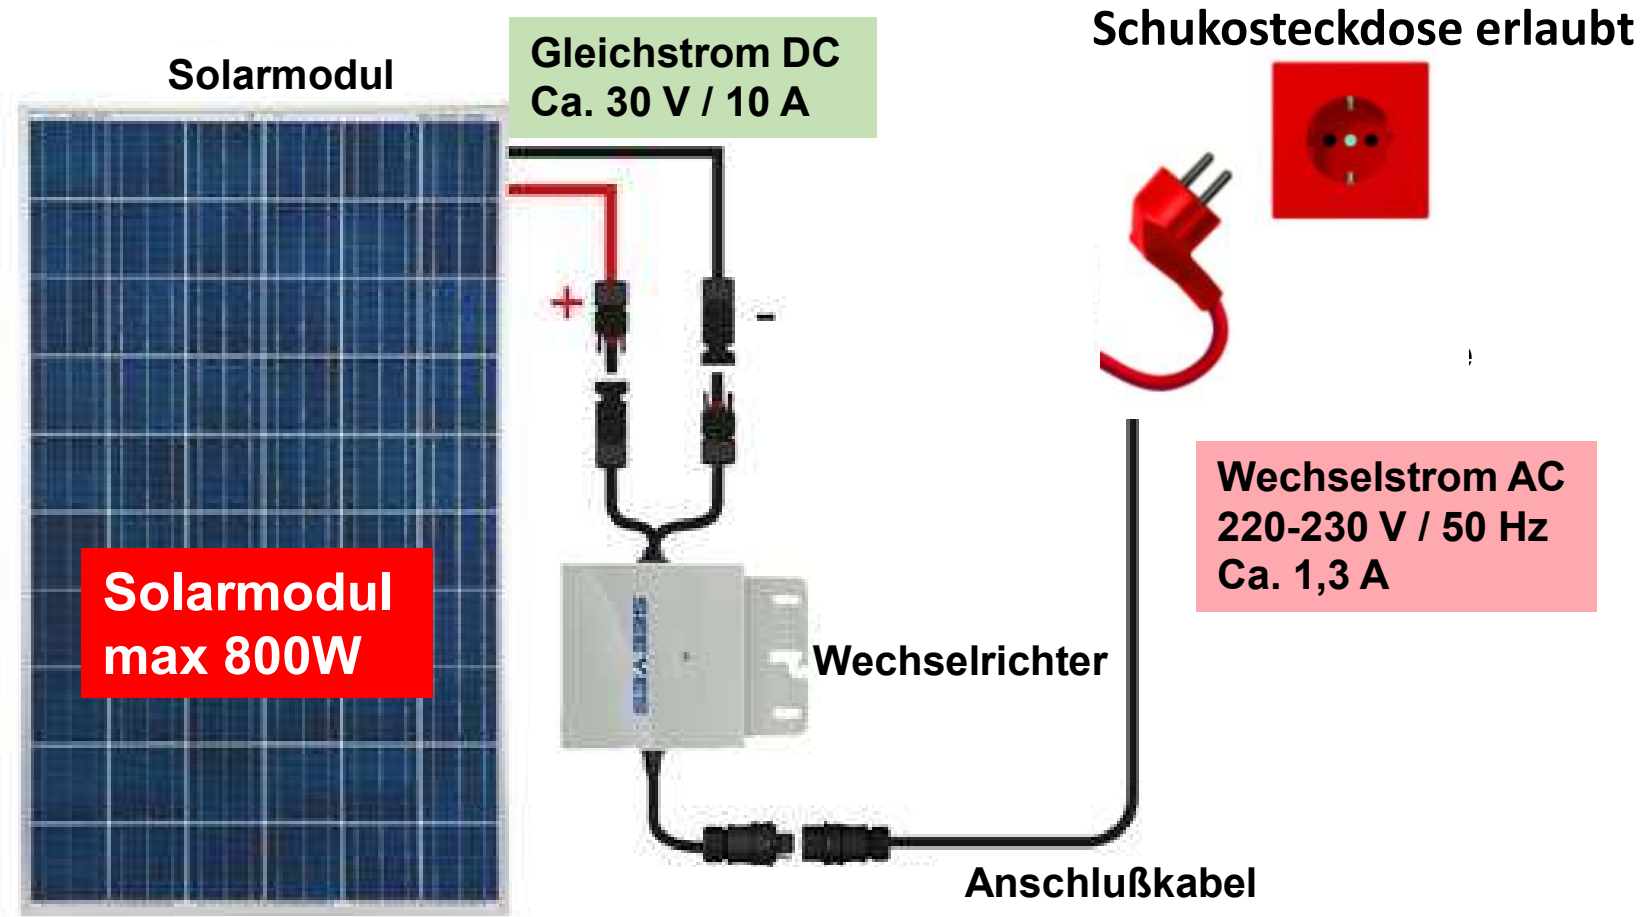 Schukosteckdose erlaubt
Solarmodul
Gleichstrom DC
Ca. 30 V / 10 A
+
-
Wechselstrom AC
220-230 V / 50 Hz
Ca. 1,3 A
Solarmodul
max 800W
Wechselrichter
Anschlußkabel